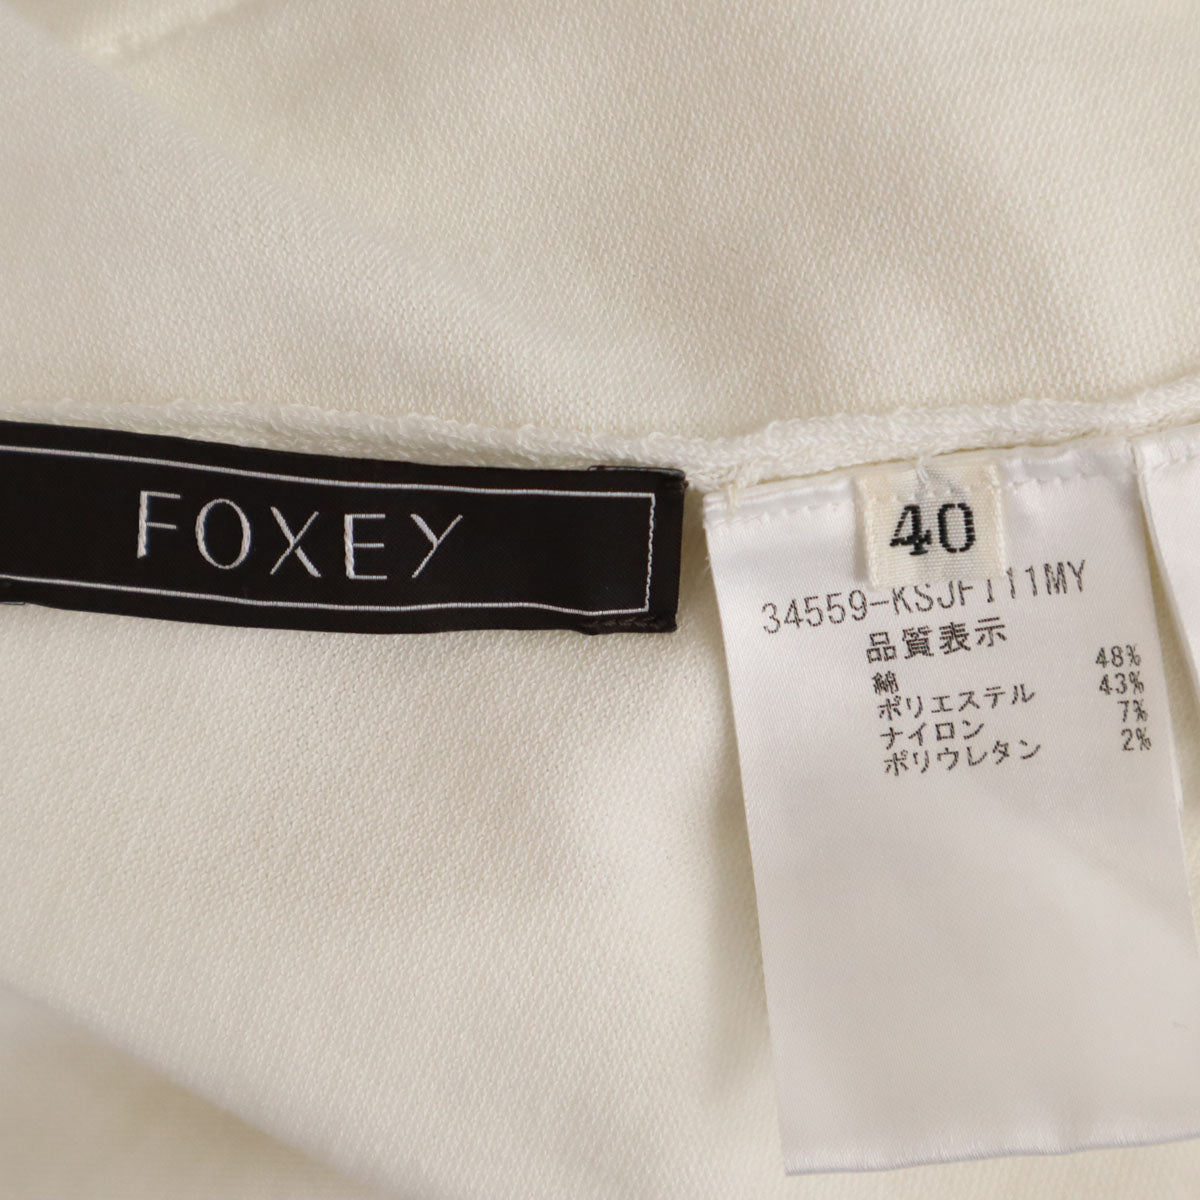 FOXEY
40
34559-KSJFI11MY
品質表示
綿 48%
ポリエステル 43%
ナイロン 7%
ポリウレタン 2%